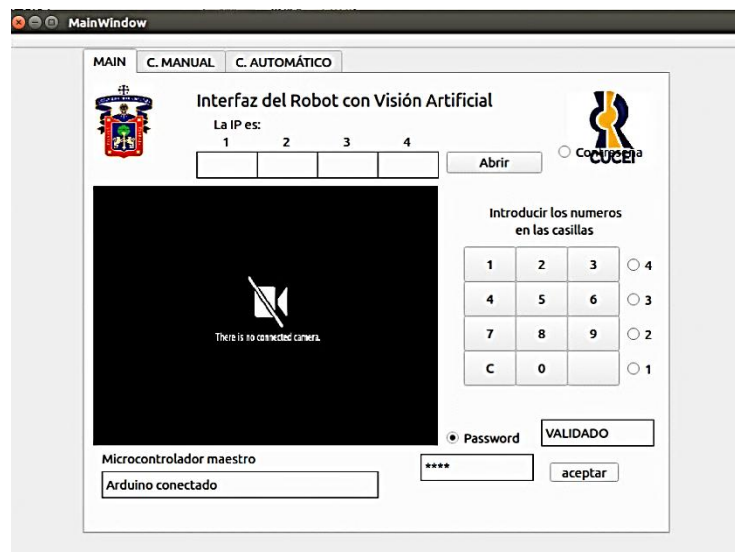 MainWindow
MAIN C. MANUAL C. AUTOMÁTICO
Interfaz del Robot con Visión Artificial
La IP es:
1 2 3 4
Abrir
Contrasena
CUCEI
Introducir los numeros
en las casillas
There is no connected camera.
1 2 3 4
4 5 6 3
7 8 9 2
C 0 1
Password VALIDADO
Microcontrolador maestro
**** aceptar
Arduino conectado